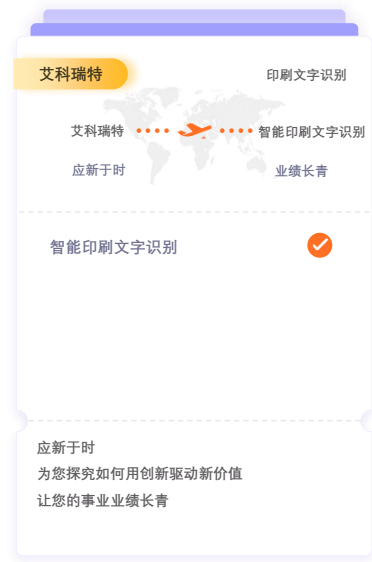 艾科瑞特
印刷文字识别
艾科瑞特
智能印刷文字识别
应新于时
业绩长青
智能印刷文字识别
应新于时
为您探究如何用创新驱动新价值
让您的事业业绩长青